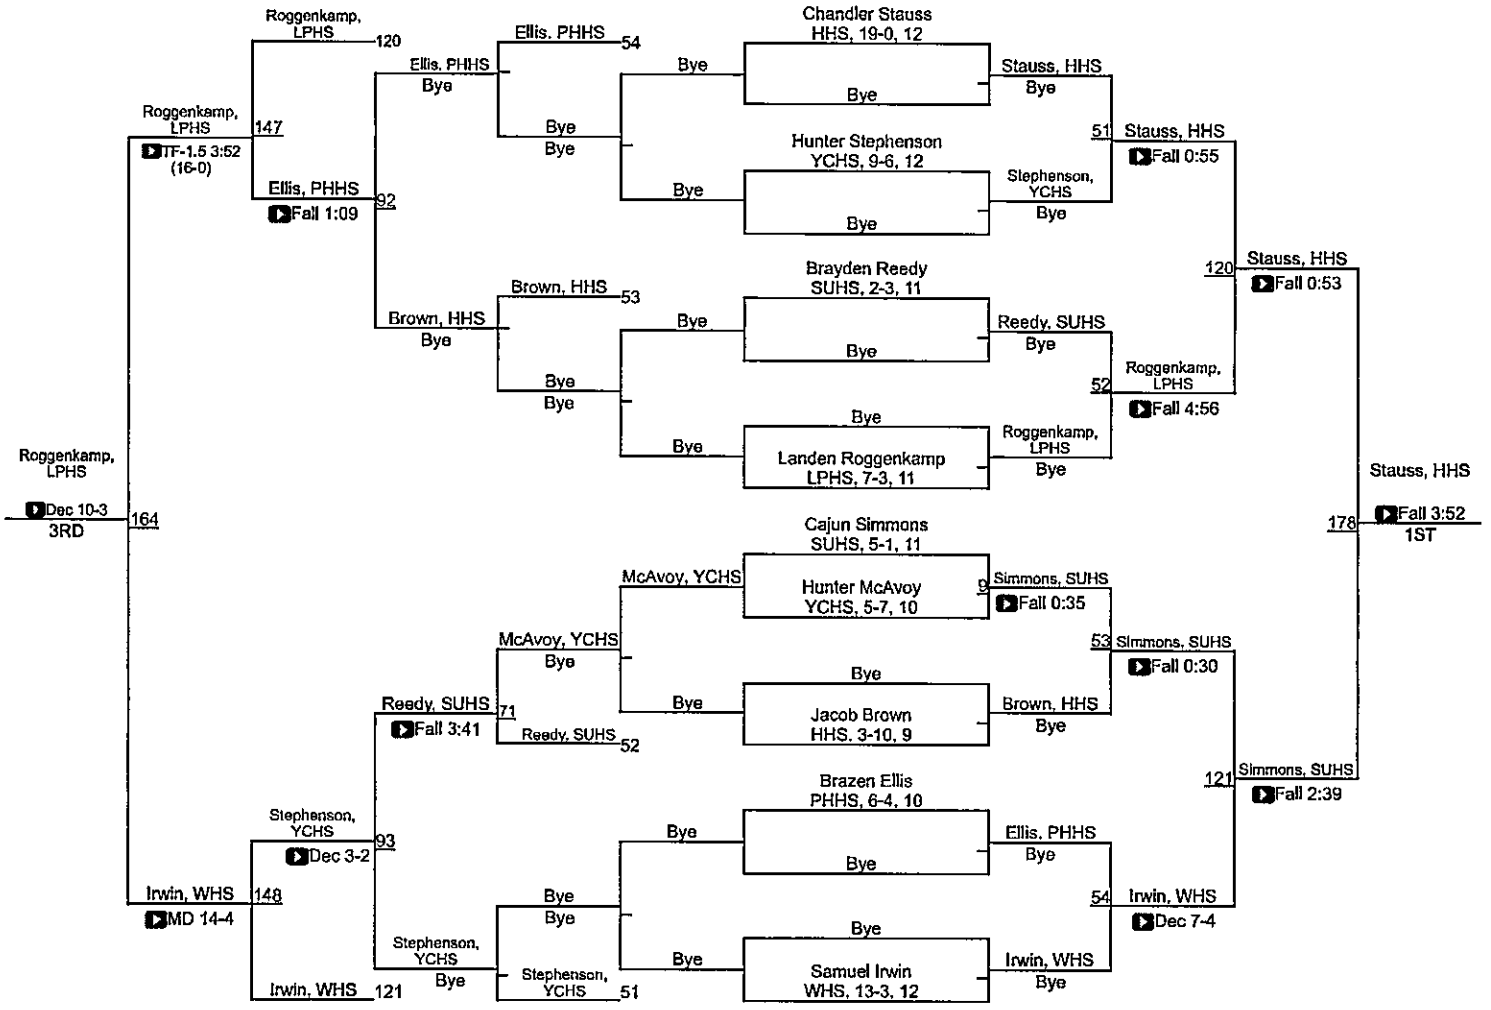 Roggenkamp,
LPHS
120
Roggenkamp,
LPHS
TF-1.5 3:52
(16-0)
147
Ellis, PHHS
Fall 1:09
Ellis. PHHS
Bye
92
Brown, HHS
Bye
Ellis. PHHS
54
Bye
Bye
Brown, HHS
53
Bye
Bye
Bye
Bye
Bye
Bye
Chandler Stauss
HHS, 19-0, 12
Bye
Hunter Stephenson
YCHS, 9-6, 12
Bye
Brayden Reedy
SUHS, 2-3, 11
Bye
Bye
Landen Roggenkamp
LPHS, 7-3, 11
Stauss, HHS
Bye
Stephenson,
YCHS
Bye
Reedy, SUHS
Bye
Roggenkamp,
LPHS
Bye
51
Stauss, HHS
Fall 0:55
52
Roggenkamp,
LPHS
Fall 4:56
120
Stauss, HHS
Fall 0:53
Roggenkamp,
LPHS
Dec 10-3
3RD
164
Stauss, HHS
178
Fall 3:52
1ST
Irwin, WHS
MD 14-4
148
Stephenson,
YCHS
Dec 3-2
93
Irwin, WHS
121
Reedy, SUHS
Fall 3:41
71
Stephenson,
YCHS
Bye
McAvoy, YCHS
Bye
Reedy, SUHS
52
Bye
Bye
Stephenson,
YCHS
51
McAvoy, YCHS
Bye
Bye
Bye
Cajun Simmons
SUHS, 5-1, 11
Hunter McAvoy
YCHS, 5-7, 10
9
Bye
Jacob Brown
HHS. 3-10, 9
Brazen Ellis
PHHS, 6-4, 10
Bye
Bye
Samuel Irwin
WHS, 13-3, 12
Simmons, SUHS
Fall 0:35
Brown, HHS
Bye
Ellis. PHHS
Bye
Irwin, WHS
Bye
53
Simmons, SUHS
Fall 0:30
54
Irwin, WHS
Dec 7-4
121
Simmons, SUHS
Fall 2:39